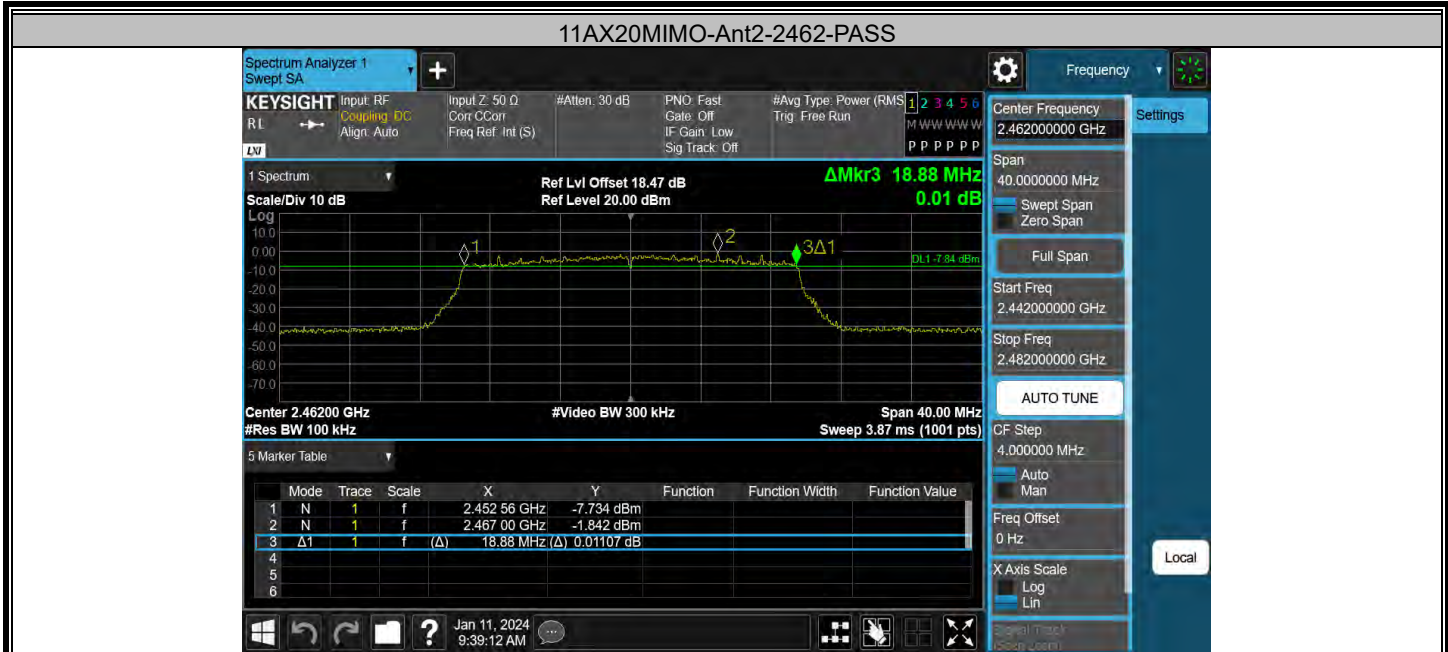 11AX20MIMO-Ant2-2462-PASS
Spectrum Analyzer 1
Swept SA
Frequency
KEYSIGHT
RL
LXI
Input: RF
Coupling: DC
Align: Auto
Input Z: 50 Ω
Corr CCorr
Freq Ref: Int (S)
#Atten: 30 dB
PNO: Fast
Gate: Off
IF Gain: Low
Sig Track: Off
#Avg Type: Power (RMS
Trig: Free Run
1 2 3 4 5 6
M W W W W W
P P P P P P
1 Spectrum
Scale/Div 10 dB
Ref Lvl Offset 18.47 dB
Ref Level 20.00 dBm
ΔMkr3 18.88 MHz
0.01 dB
Log
10.0
0.00
-10.0
-20.0
-30.0
-40.0
-50.0
-60.0
-70.0
1
2
3Δ1
DL1 -7.84 dBm
Center 2.46200 GHz
#Res BW 100 kHz
#Video BW 300 kHz
Span 40.00 MHz
Sweep 3.87 ms (1001 pts)
5 Marker Table
Mode Trace Scale X Y Function Function Width Function Value
1 N 1 f 2.452 56 GHz -7.734 dBm
2 N 1 f 2.467 00 GHz -1.842 dBm
3 Δ1 1 f (Δ) 18.88 MHz (Δ) 0.01107 dB
4
5
6
Jan 11, 2024
9:39:12 AM
Center Frequency
2.462000000 GHz
Settings
Span
40.0000000 MHz
Swept Span
Zero Span
Full Span
Start Freq
2.442000000 GHz
Stop Freq
2.482000000 GHz
AUTO TUNE
CF Step
4.000000 MHz
Auto
Man
Freq Offset
0 Hz
Local
X Axis Scale
Log
Lin
Signal Track
(Span Zoom)